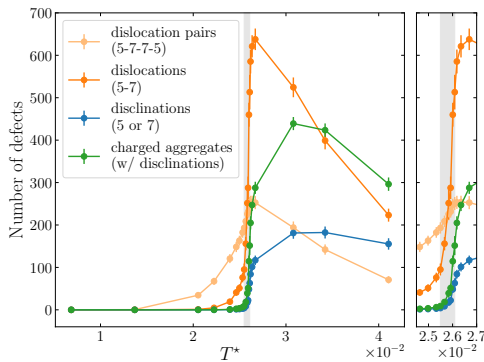 700
600
500
400
300
200
100
0
Number of defects
dislocation pairs
(5-7-7-5)
dislocations
(5-7)
disclinations
(5 or 7)
charged aggregates
(w/ disclinations)
1 2 3 4
×10⁻²
T*
2.5 2.6 2.7
×10⁻²